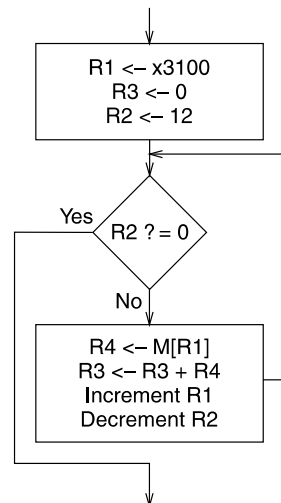 R1 <– x3100
R3 <– 0
R2 <– 12
Yes
R2 ? = 0
No
R4 <– M[R1]
R3 <– R3 + R4
Increment R1
Decrement R2